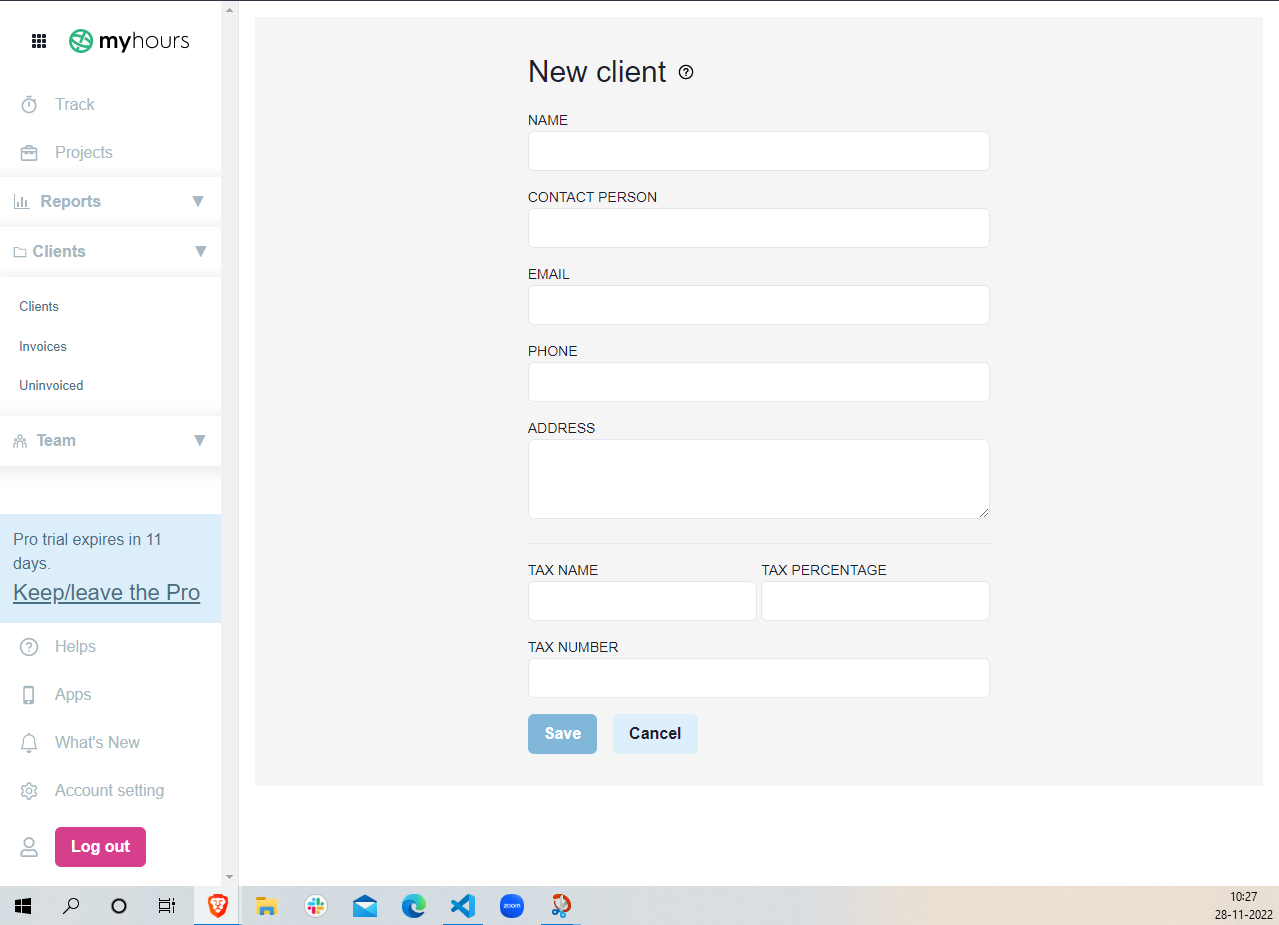 myhours
Track
Projects
Reports
Clients
Clients
Invoices
Uninvoiced
Team
Pro trial expires in 11
days.
Keep/leave the Pro
Helps
Apps
What's New
Account setting
Log out
New client
NAME
CONTACT PERSON
EMAIL
PHONE
ADDRESS
TAX NAME TAX PERCENTAGE
TAX NUMBER
Save Cancel
zoom
10:27
28-11-2022